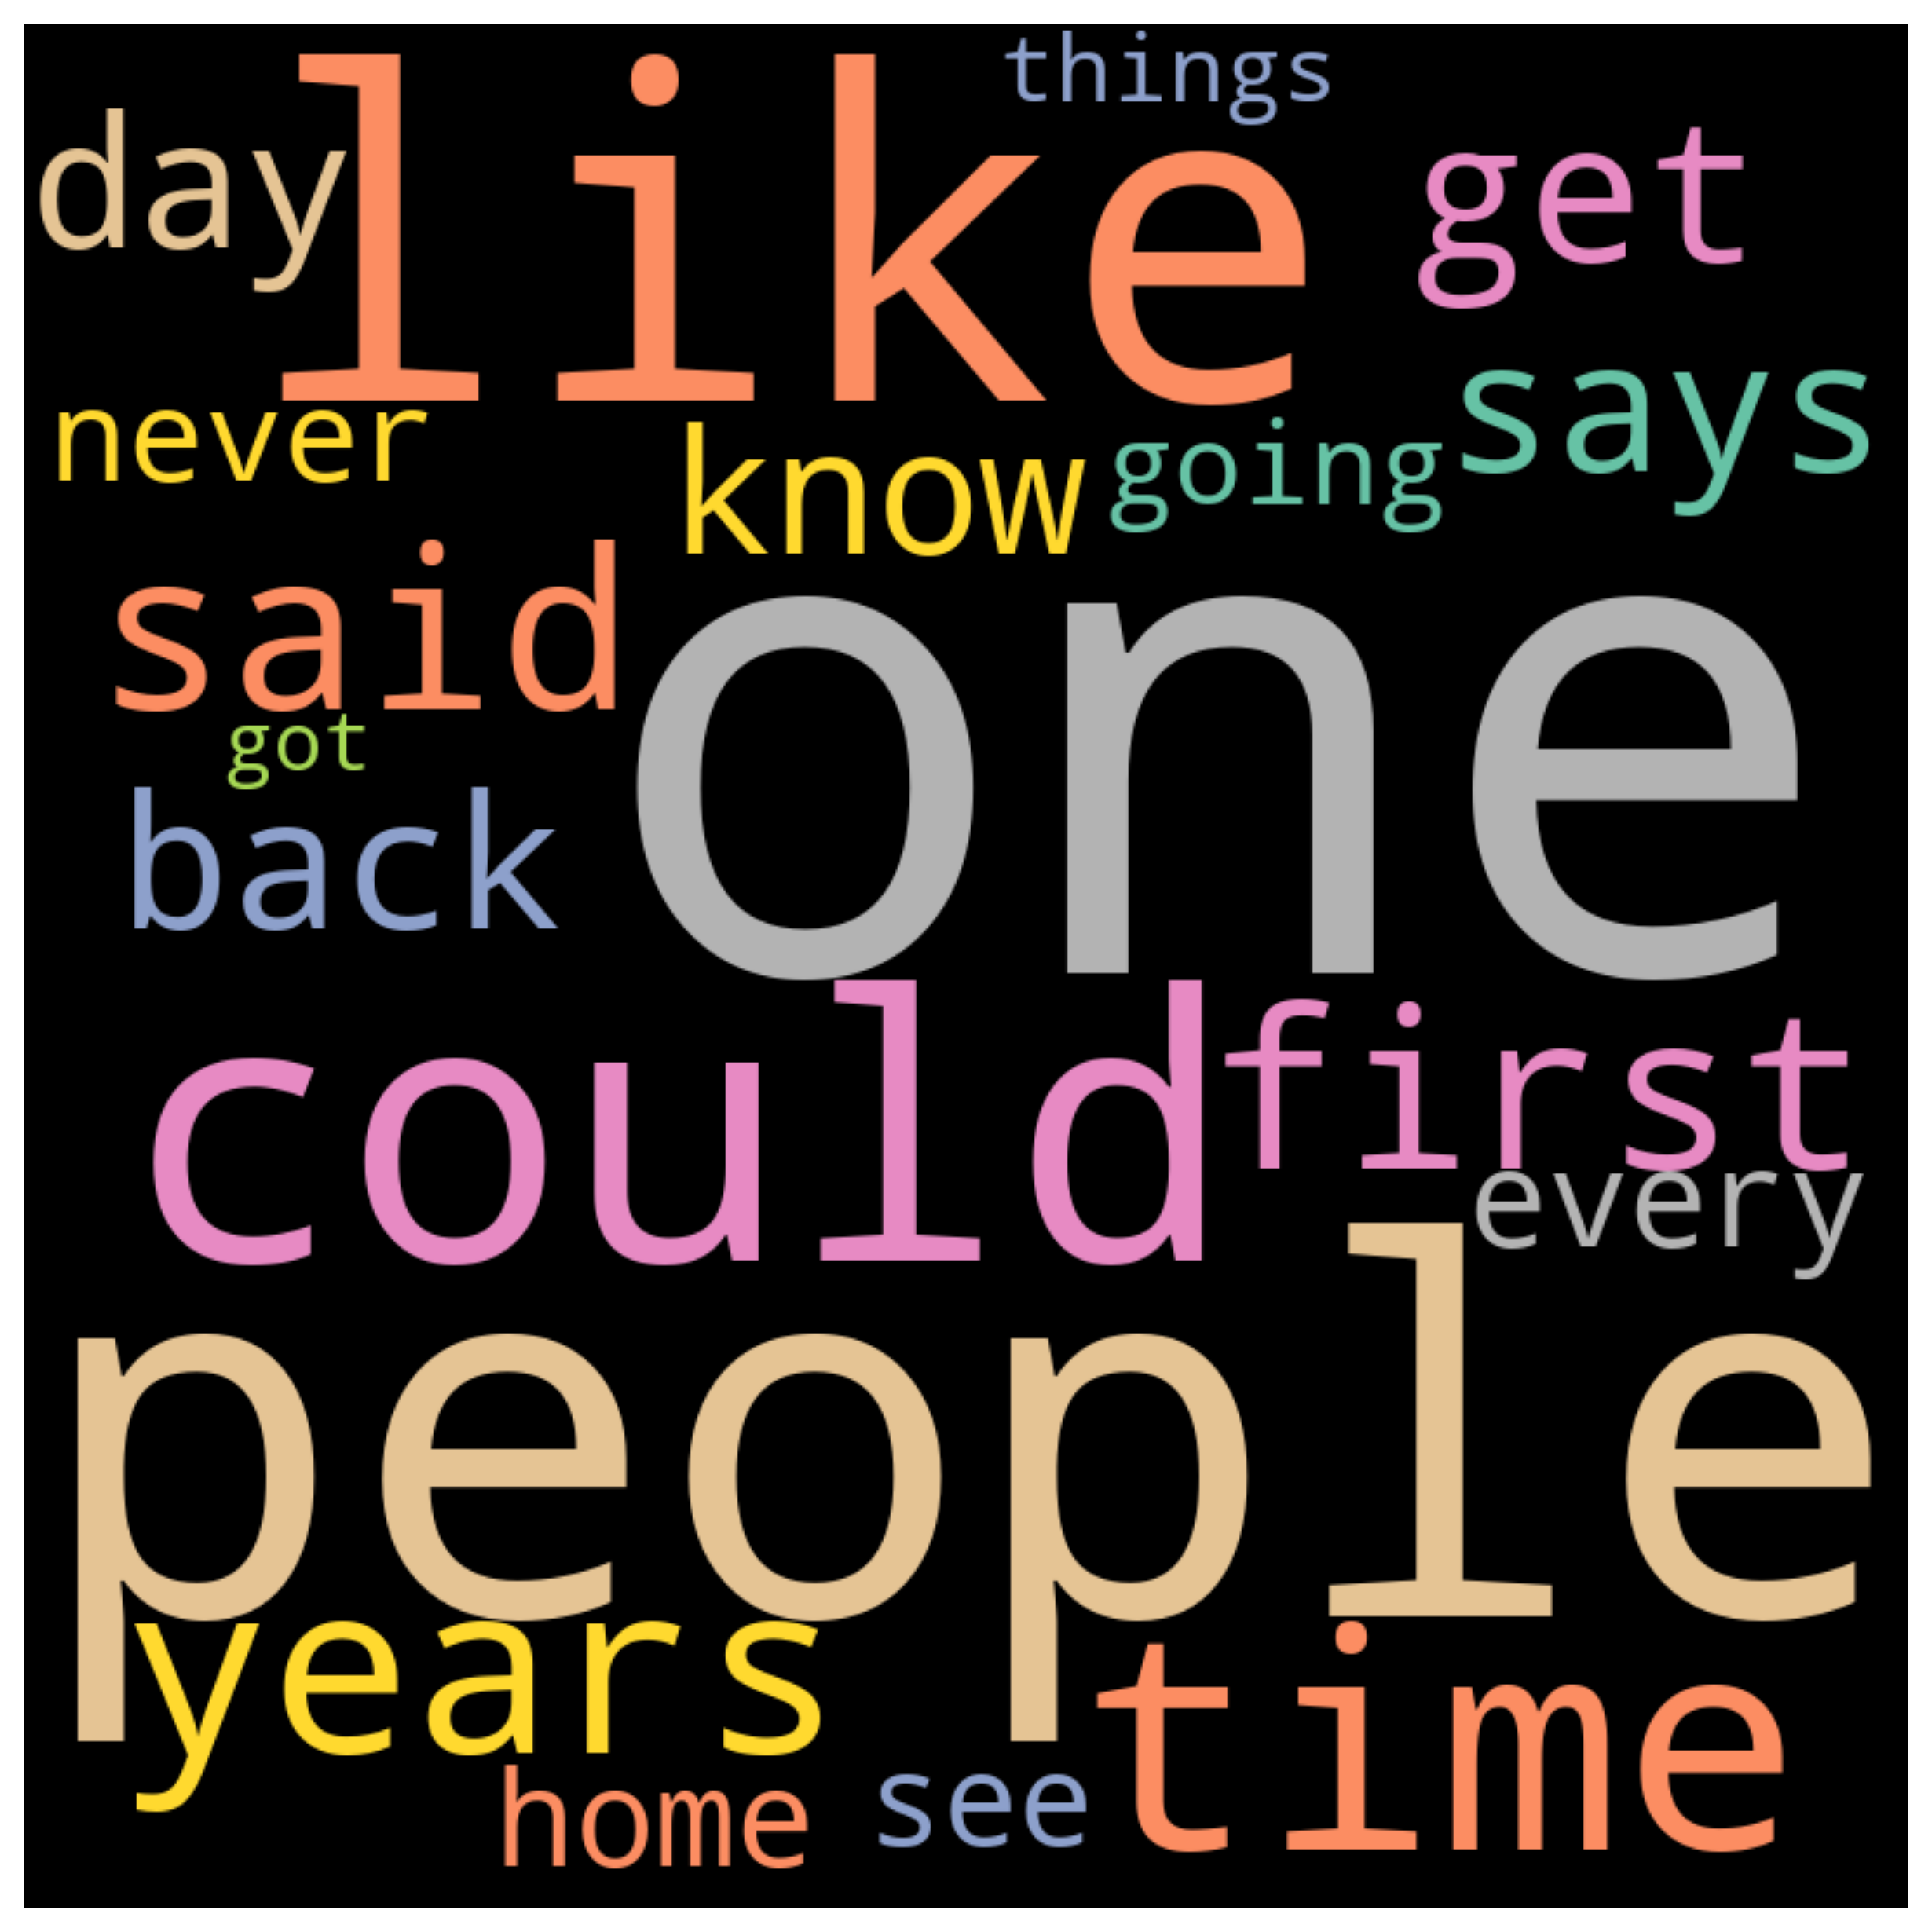 things
like
day
get
says
never
know
going
said
one
got
back
could
first
every
people
years
time
home
see